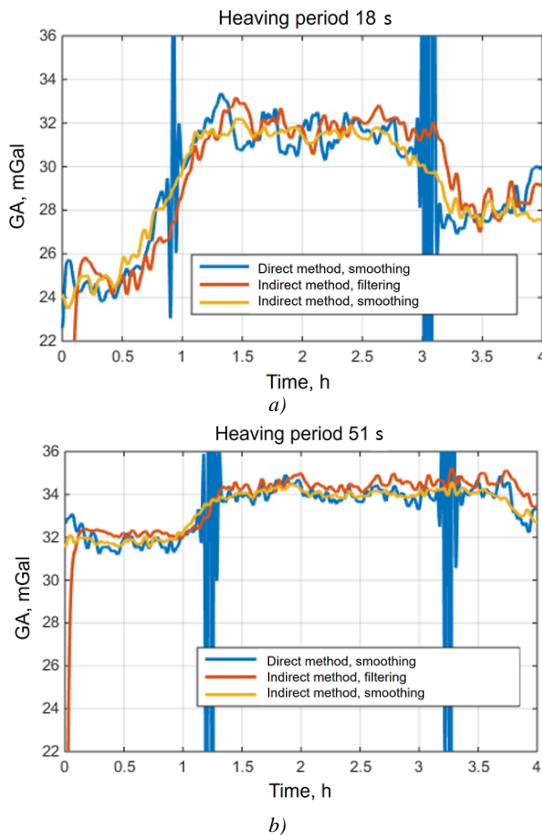 Heaving period 18 s
36
34
32
30
28
26
24
22
GA, mGal
Direct method, smoothing
Indirect method, filtering
Indirect method, smoothing
0 0.5 1 1.5 2 2.5 3 3.5 4
Time, h
a)
Heaving period 51 s
36
34
32
30
28
26
24
22
GA, mGal
Direct method, smoothing
Indirect method, filtering
Indirect method, smoothing
0 0.5 1 1.5 2 2.5 3 3.5 4
Time, h
b)